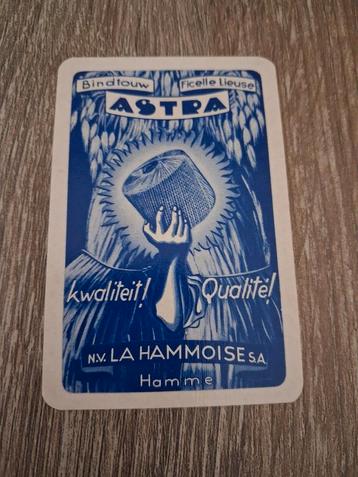 Bindtouw Ficelle Lieuse
ASTRA
Kwaliteit! Qualité!
N.V. LA HAMMOISE S.A.
Hamme